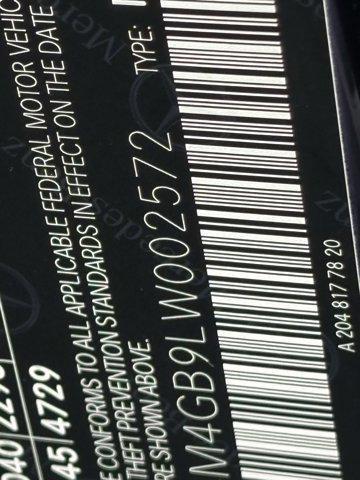 45 4729
E CONFORMS TO ALL APPLICABLE FEDERAL MOTOR VEHIC
THEFT PREVENTION STANDARDS IN EFFECT ON THE DATE
RE SHOWN ABOVE.
M4GB9LW002572 TYPE:
A 204 817 78 20